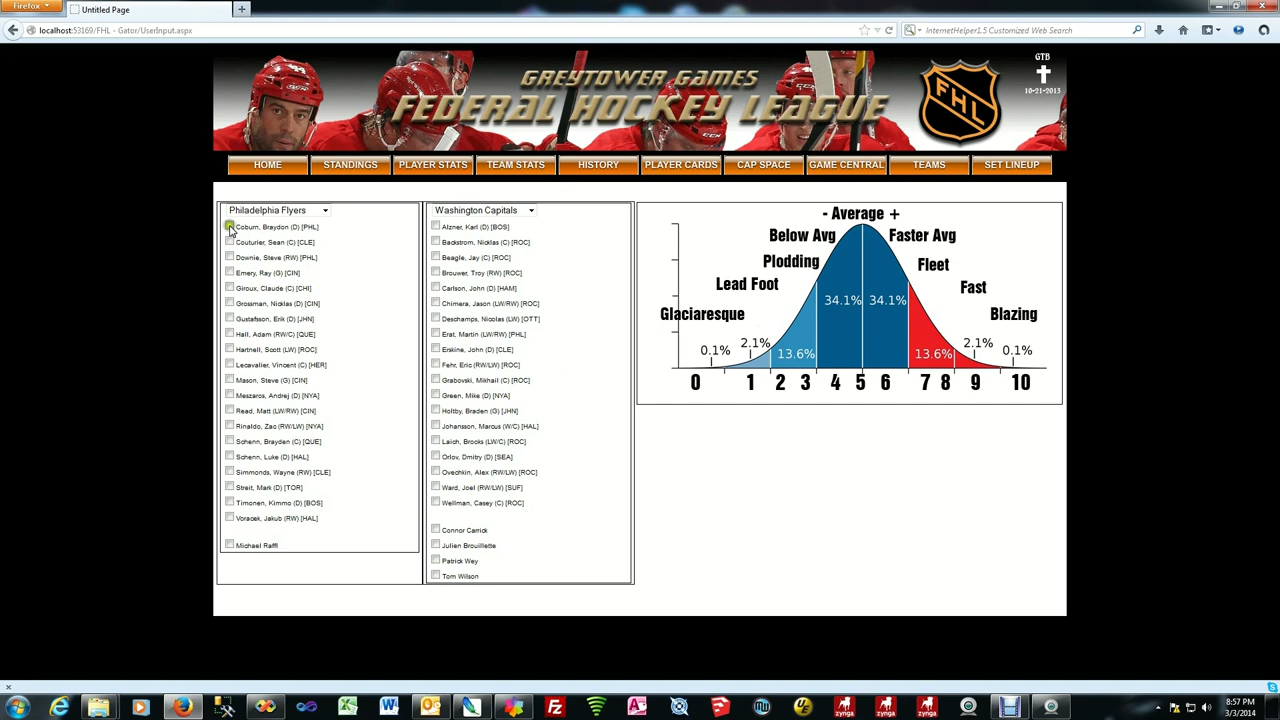 Firefox
Untitled Page
localhost:53169/FHL - Gator/UserInput.aspx
InternetHelper1.5 Customized Web Search
GREYTOWER GAMES
FEDERAL HOCKEY LEAGUE
FHL
GTB
10-21-2013
HOME STANDINGS PLAYER STATS TEAM STATS HISTORY PLAYER CARDS CAP SPACE GAME CENTRAL TEAMS SET LINEUP
Philadelphia Flyers
Coburn, Braydon (D) [PHL]
Couturier, Sean (C) [CLE]
Downie, Steve (RW) [PHL]
Emery, Ray (G) [CIN]
Giroux, Claude (C) [CHI]
Grossman, Nicklas (D) [CIN]
Gustafsson, Erik (D) [JHN]
Hall, Adam (RW/C) [QUE]
Hartnell, Scott (LW) [ROC]
Lecavalier, Vincent (C) [HER]
Mason, Steve (G) [CIN]
Meszaros, Andrej (D) [NYA]
Read, Matt (LW/RW) [CIN]
Rinaldo, Zac (RW/LW) [NYA]
Schenn, Brayden (C) [QUE]
Schenn, Luke (D) [HAL]
Simmonds, Wayne (RW) [CLE]
Streit, Mark (D) [TOR]
Timonen, Kimmo (D) [BOS]
Voracek, Jakub (RW) [HAL]
Michael Raffl
Washington Capitals
Alzner, Karl (D) [BOS]
Backstrom, Nicklas (C) [ROC]
Beagle, Jay (C) [ROC]
Brouwer, Troy (RW) [ROC]
Carlson, John (D) [HAM]
Chimera, Jason (LW/RW) [ROC]
Deschamps, Nicolas (LW) [OTT]
Erat, Martin (LW/RW) [PHL]
Erskine, John (D) [CLE]
Fehr, Eric (RW/LW) [ROC]
Grabovski, Mikhail (C) [ROC]
Green, Mike (D) [NYA]
Holtby, Braden (G) [JHN]
Johansson, Marcus (W/C) [HAL]
Laich, Brooks (LW/C) [ROC]
Orlov, Dmitry (D) [SEA]
Ovechkin, Alex (RW/LW) [ROC]
Ward, Joel (RW/LW) [SUF]
Wellman, Casey (C) [ROC]
Connor Carrick
Julien Brouillette
Patrick Wey
Tom Wilson
- Average +
Below Avg Faster Avg
Plodding Fleet
Lead Foot Fast
Glaciaresque Blazing
34.1% 34.1%
0.1% 2.1% 13.6% 13.6% 2.1% 0.1%
0 1 2 3 4 5 6 7 8 9 10
zynga zynga zynga
8:57 PM
3/3/2014